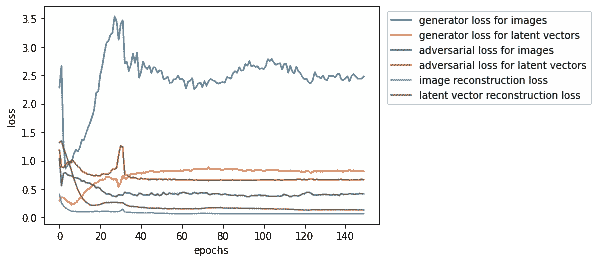 3.5
3.0
2.5
2.0
1.5
1.0
0.5
0.0
loss
0 20 40 60 80 100 120 140
epochs
generator loss for images
generator loss for latent vectors
adversarial loss for images
adversarial loss for latent vectors
image reconstruction loss
latent vector reconstruction loss